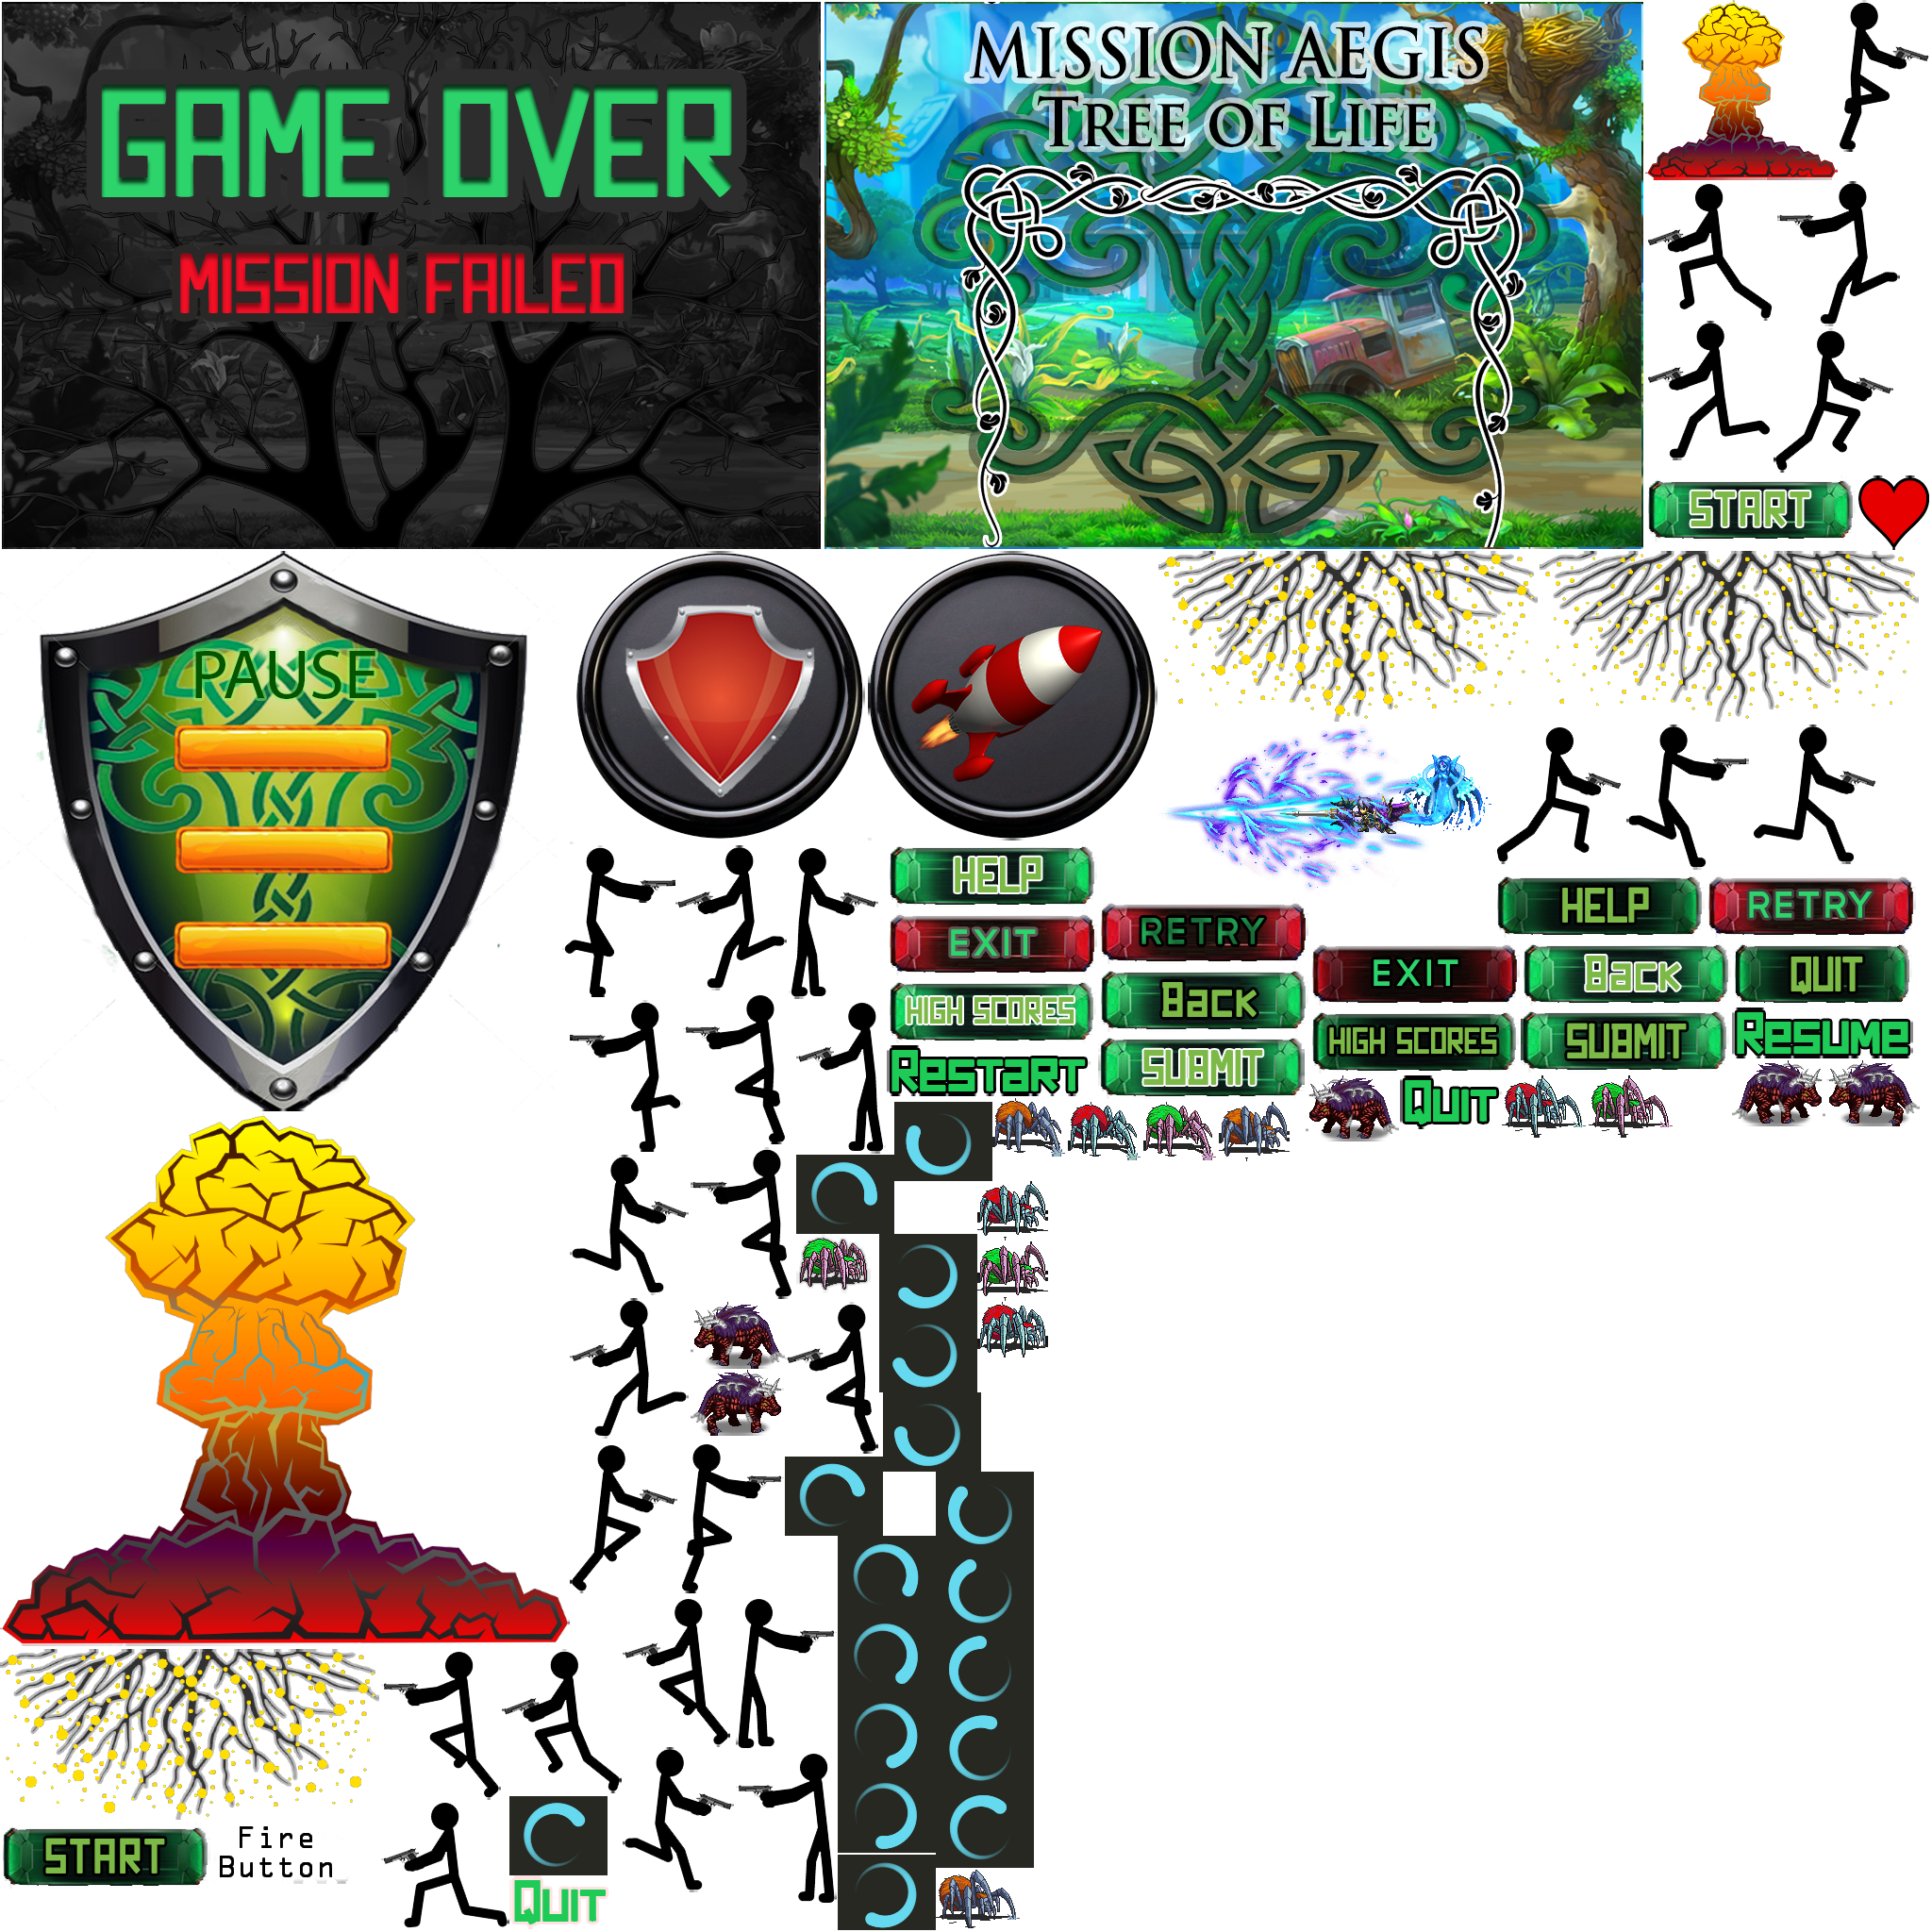 GAME OVER
MISSION FAILED
MISSION AEGIS
TREE OF LIFE
START
PAUSE
HELP
EXIT
HIGH SCORES
Restart
RETRY
Back
SUBMIT
EXIT
HIGH SCORES
Quit
HELP
RETRY
Back
QUIT
SUBMIT
Resume
START
Fire
Button
Quit